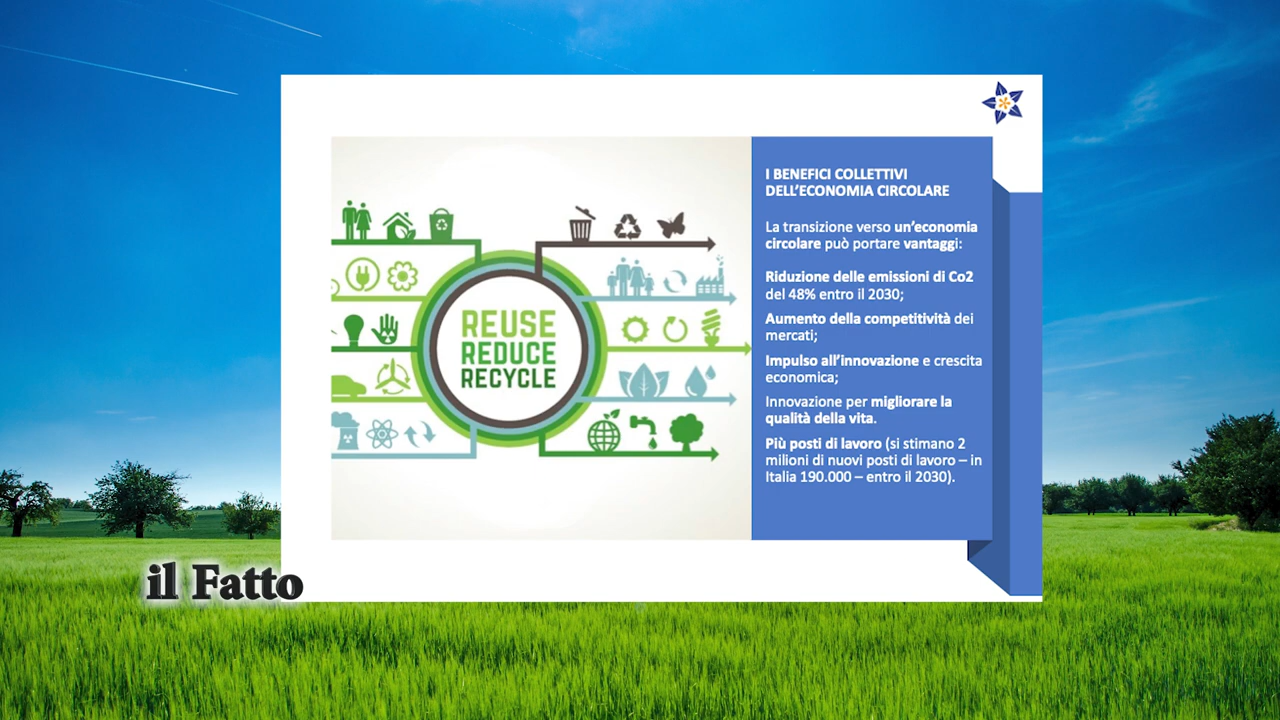 REUSE
REDUCE
RECYCLE
I BENEFICI COLLETTIVI
DELL'ECONOMIA CIRCOLARE
La transizione verso un'economia
circolare può portare vantaggi:
Riduzione delle emissioni di Co2
del 48% entro il 2030;
Aumento della competitività dei
mercati;
Impulso all'innovazione e crescita
economica;
Innovazione per migliorare la
qualità della vita.
Più posti di lavoro (si stimano 2
milioni di nuovi posti di lavoro – in
Italia 190.000 – entro il 2030).
il Fatto